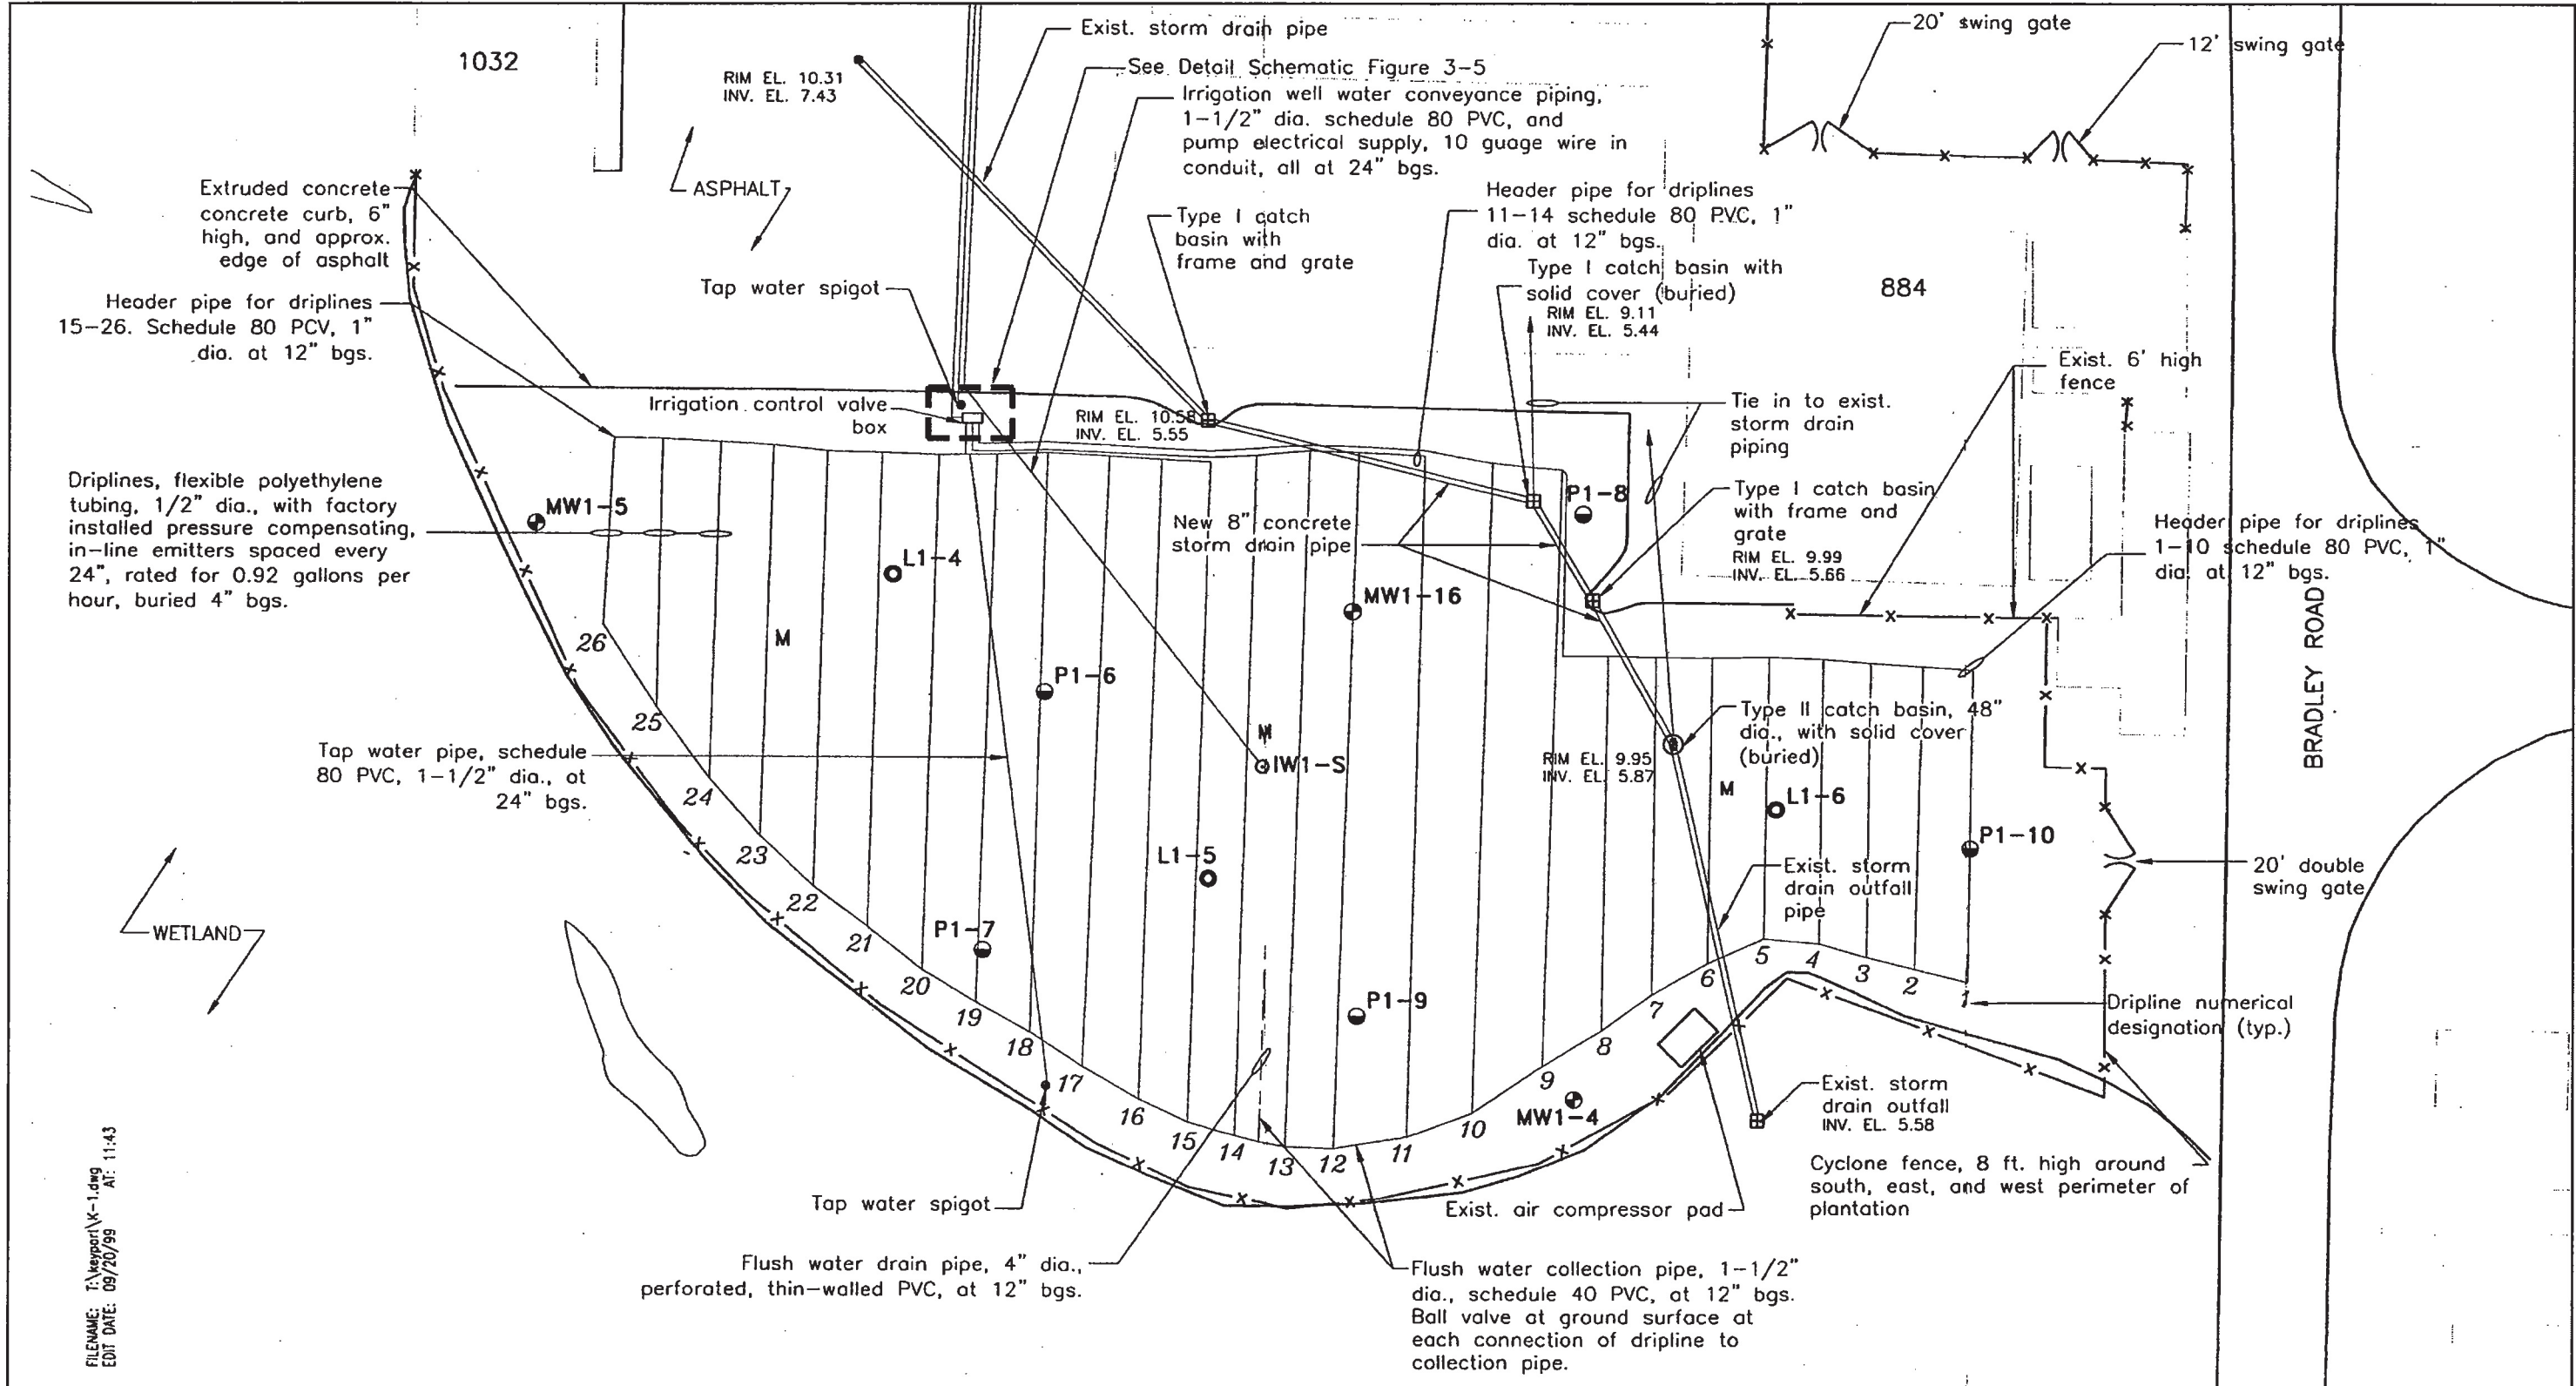 1032
RIM EL. 10.31
INV. EL. 7.43
Exist. storm drain pipe
See Detail Schematic Figure 3-5
Irrigation well water conveyance piping,
1-1/2" dia. schedule 80 PVC, and
pump electrical supply, 10 guage wire in
conduit, all at 24" bgs.
20' swing gate
12' swing gate
ASPHALT
Extruded concrete
concrete curb, 6"
high, and approx.
edge of asphalt
Header pipe for driplines
15-26. Schedule 80 PCV, 1"
dia. at 12" bgs.
Type I catch
basin with
frame and grate
Header pipe for driplines
11-14 schedule 80 PVC, 1"
dia. at 12" bgs.
Type I catch basin with
solid cover (buried)
RIM EL. 9.11
INV. EL. 5.44
884
Tap water spigot
Irrigation control valve
box
RIM EL. 10.58
INV. EL. 5.55
Exist. 6' high
fence
Tie in to exist.
storm drain
piping
Driplines, flexible polyethylene
tubing, 1/2" dia., with factory
installed pressure compensating,
in-line emitters spaced every
24", rated for 0.92 gallons per
hour, buried 4" bgs.
MW1-5
L1-4
New 8" concrete
storm drain pipe
P1-8
Type I catch basin
with frame and
grate
RIM EL. 9.99
INV. EL. 5.66
Header pipe for driplines
1-10 schedule 80 PVC, 1"
dia. at 12" bgs.
MW1-16
M
26
P1-6
BRADLEY ROAD
25
M
IW1-S
Tap water pipe, schedule
80 PVC, 1-1/2" dia., at
24" bgs.
RIM EL. 9.95
INV. EL. 5.87
Type II catch basin, 48"
dia., with solid cover
(buried)
M
L1-6
24
23
L1-5
P1-10
Exist. storm
drain outfall
pipe
20' double
swing gate
22
WETLAND
21
P1-7
20
19
18
17
16
15
14
13
12
11
10
9
8
7
6
5
4
3
2
1
P1-9
Dripline numerical
designation (typ.)
MW1-4
Exist. storm
drain outfall
INV. EL. 5.58
Cyclone fence, 8 ft. high around
south, east, and west perimeter of
plantation
Tap water spigot
Exist. air compressor pad
Flush water drain pipe, 4" dia.,
perforated, thin-walled PVC, at 12" bgs.
Flush water collection pipe, 1-1/2"
dia., schedule 40 PVC, at 12" bgs.
Ball valve at ground surface at
each connection of dripline to
collection pipe.
FILENAME: T:\keyport\K-1.dwg
EDIT DATE: 09/20/99 AT: 11:43